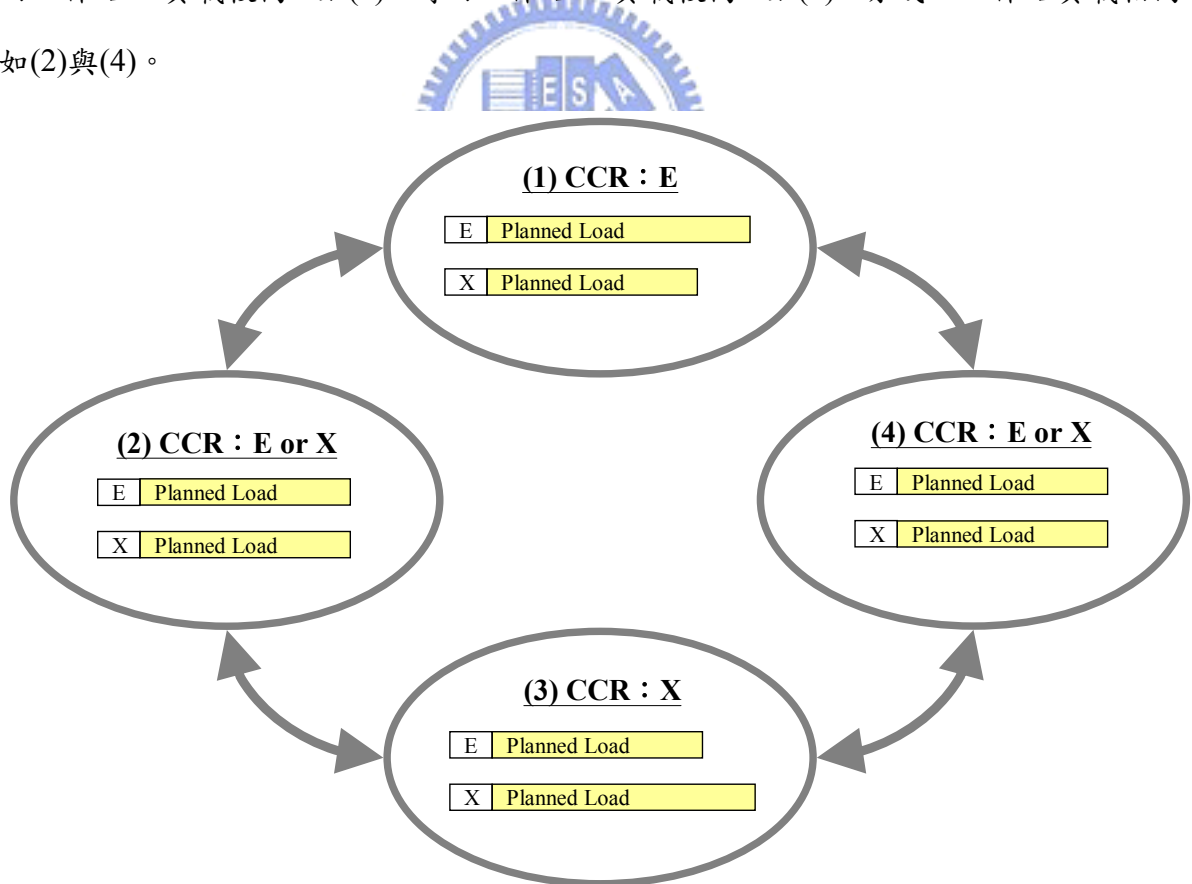 如(2)與(4)。
E S A
(1) CCR：E
E Planned Load
X Planned Load
(2) CCR：E or X
E Planned Load
X Planned Load
(4) CCR：E or X
E Planned Load
X Planned Load
(3) CCR：X
E Planned Load
X Planned Load